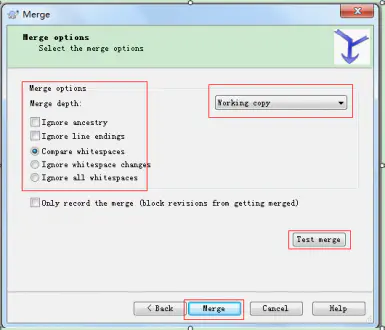 Merge
Merge options
Select the merge options
Merge options
Merge depth:
Working copy
Ignore ancestry
Ignore line endings
Compare whitespaces
Ignore whitespace changes
Ignore all whitespaces
Only record the merge (block revisions from getting merged)
Test merge
< Back
Merge
Cancel
Help